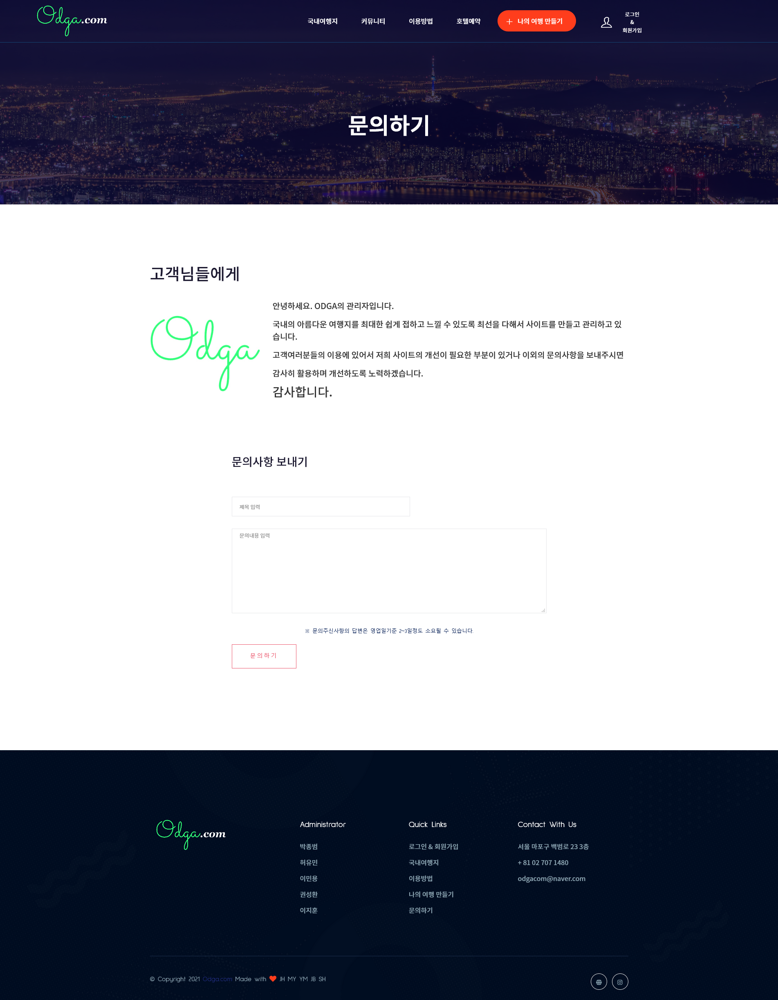 Odga.com
국내여행지
커뮤니티
이용방법
호텔예약
나의 여행 만들기
로그인
&
회원가입
문의하기
고객님들에게
Odga
안녕하세요. ODGA의 관리자입니다.
국내의 아름다운 여행지를 최대한 쉽게 접하고 느낄 수 있도록 최선을 다해서 사이트를 만들고 관리하고 있
습니다.
고객여러분들의 이용에 있어서 저희 사이트의 개선이 필요한 부분이 있거나 이외의 문의사항을 보내주시면
감사히 활용하며 개선하도록 노력하겠습니다.
감사합니다.
문의사항 보내기
제목 입력
문의내용 입력
※ 문의주신사항의 답변은 영업일기준 2~3일정도 소요될 수 있습니다.
문의하기
Odga.com
Administrator
박종범
허유민
이민용
권성환
이지훈
Quick Links
로그인 & 회원가입
국내여행지
이용방법
나의 여행 만들기
문의하기
Contact With Us
서울 마포구 백범로 23 3층
+ 81 02 707 1480
odgacom@naver.com
© Copyright 2021 Odga.com Made with ❤ JH MY YM JB SH